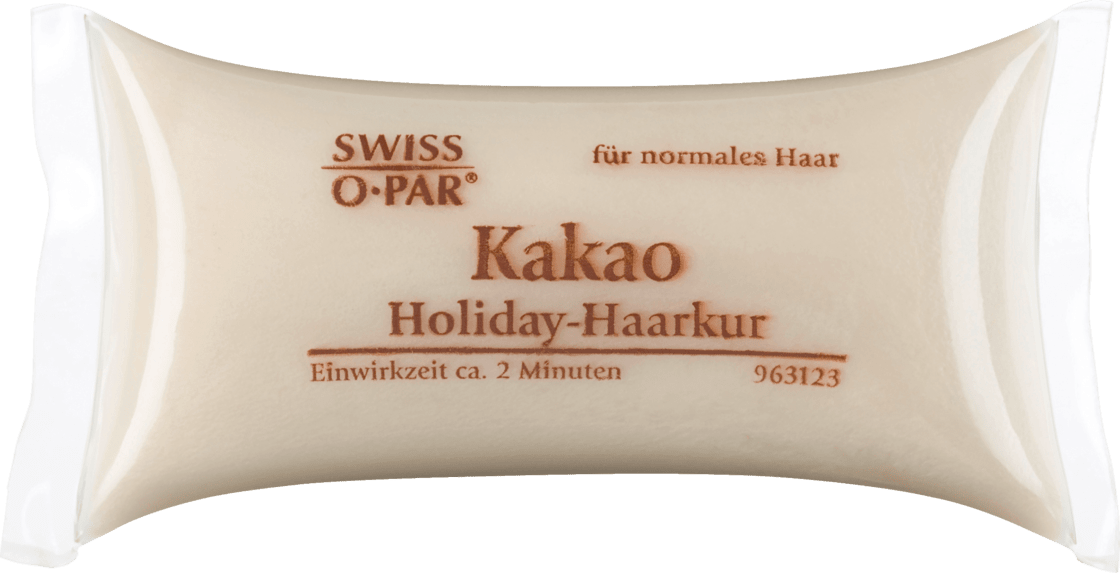 SWISS
O·PAR®
für normales Haar
Kakao
Holiday-Haarkur
Einwirkzeit ca. 2 Minuten
963123